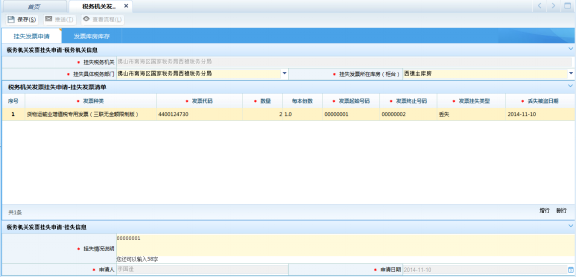 首页 税务机关发...
保存(S) 推送(T) 查看流程(L)
挂失发票申请 发票库房库存
税务机关发票挂失申请-税务机关信息
* 挂失税务机关 佛山市南海区国家税务局西樵税务分局
* 挂失具体税务部门 佛山市南海区国家税务局西樵税务分局 * 挂失发票所在库房(柜台) 西樵主库房
税务机关发票挂失申请-挂失发票清单
序号 * 发票种类 * 发票代码 * 数量 每本份数 * 发票起始号码 * 发票终止号码 * 发票挂失类型 * 丢失被盗日期
1 货物运输业增值税专用发票(三联无金额限制版) 4400124730 2 1.0 00000001 00000002 丢失 2014-11-10
共1条 增行 删行
税务机关发票挂失申请-挂失信息
00000001
* 挂失情况说明
您还可以输入38字
* 申请人 * 申请日期 2014-11-10